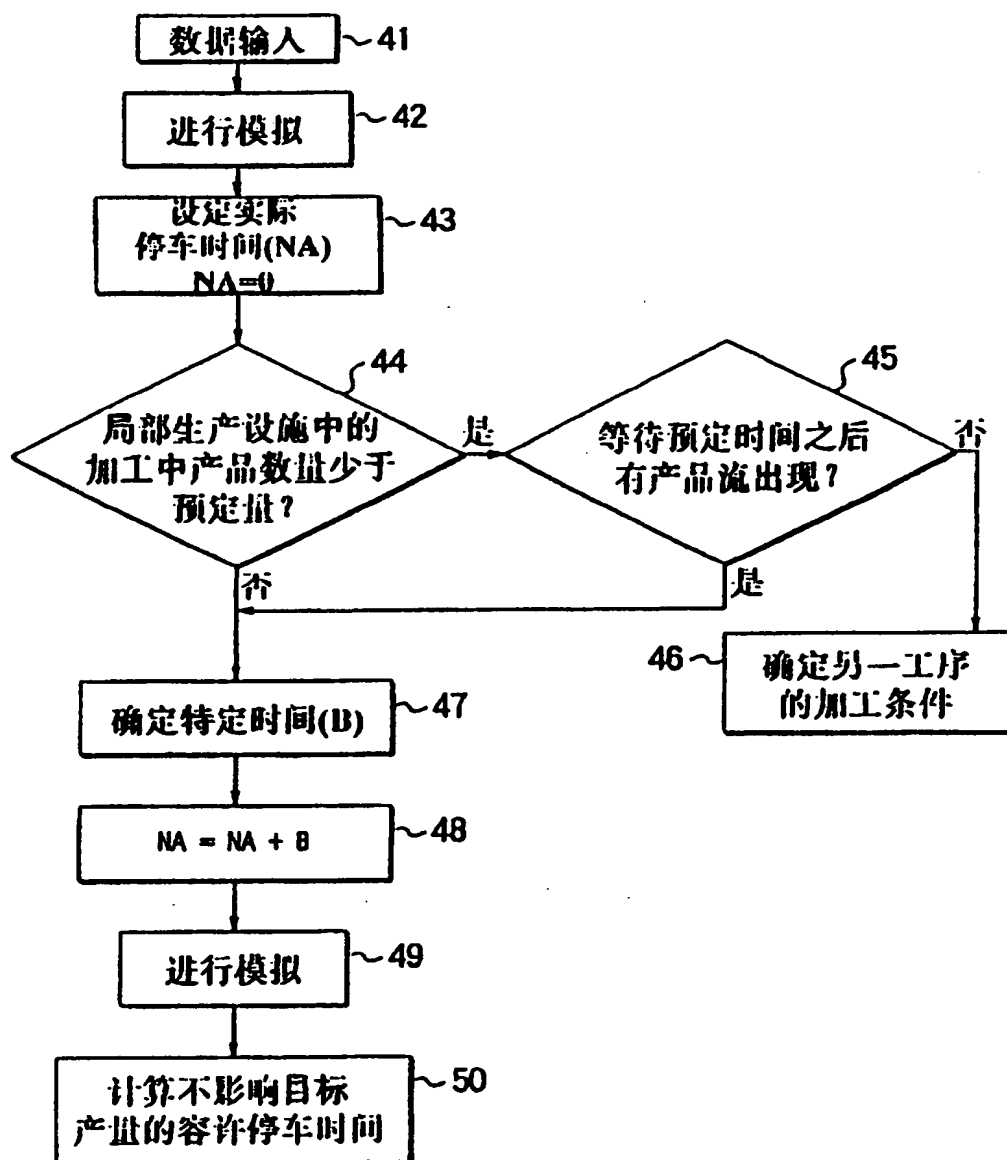 数据输入
41
进行模拟
42
设定实际
停车时间(NA)
NA=0
43
44
局部生产设施中的
加工中产品数量少于
预定量？
是
45
等待预定时间之后
有产品流出现？
否
否
是
46
确定另一工序
的加工条件
确定特定时间(B)
47
NA = NA + B
48
进行模拟
49
计算不影响目标
产量的容许停车时间
50